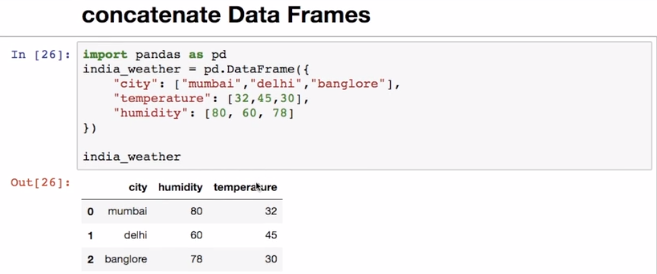 concatenate Data Frames
In [26]: import pandas as pd
india_weather = pd.DataFrame({
"city": ["mumbai","delhi","banglore"],
"temperature": [32,45,30],
"humidity": [80, 60, 78]
})
india_weather
Out[26]:
city humidity temperature
0 mumbai 80 32
1 delhi 60 45
2 banglore 78 30